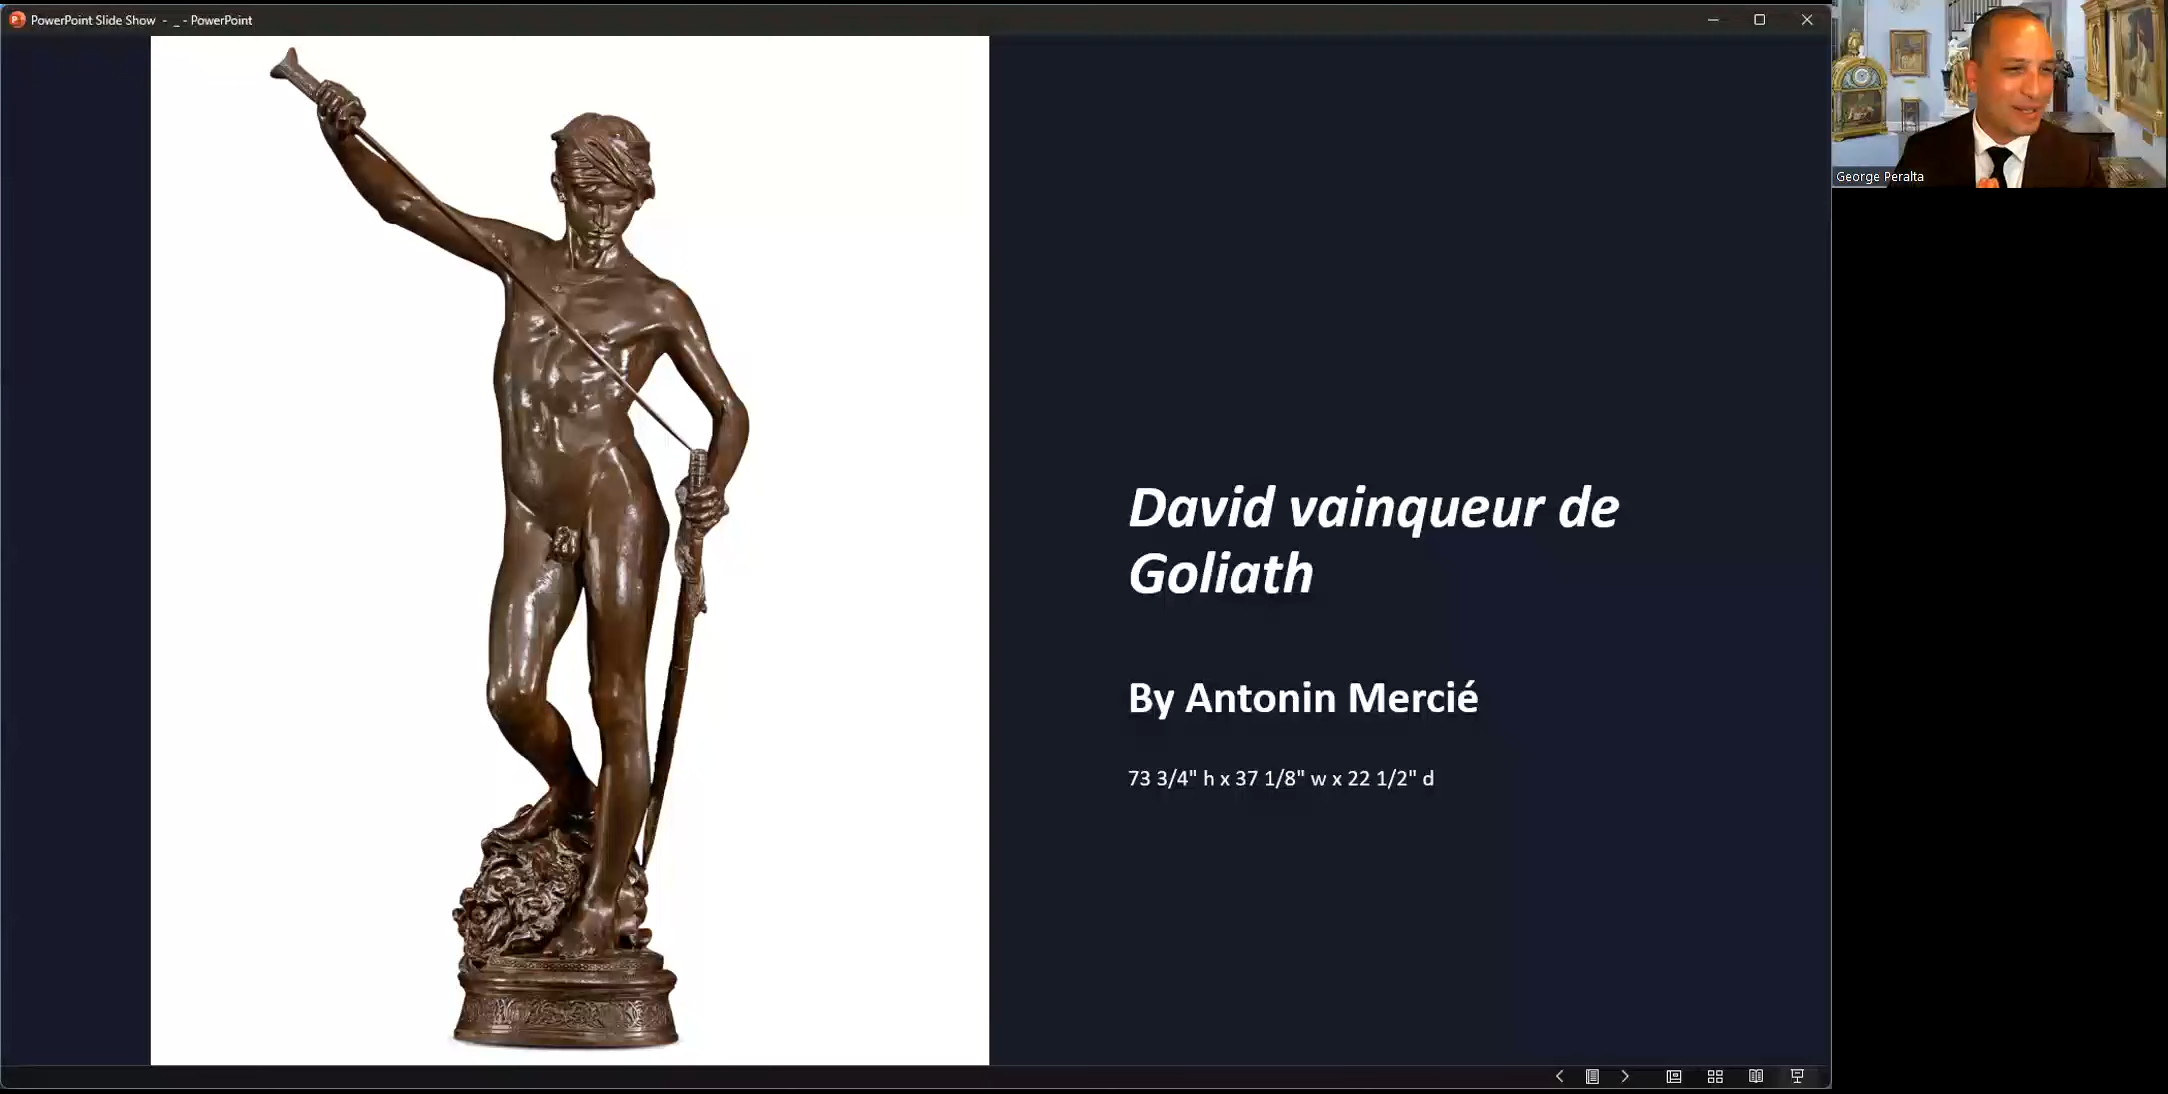 PowerPoint Slide Show - _ - PowerPoint
George Peralta
David vainqueur de
Goliath
By Antonin Mercié
73 3/4" h x 37 1/8" w x 22 1/2" d